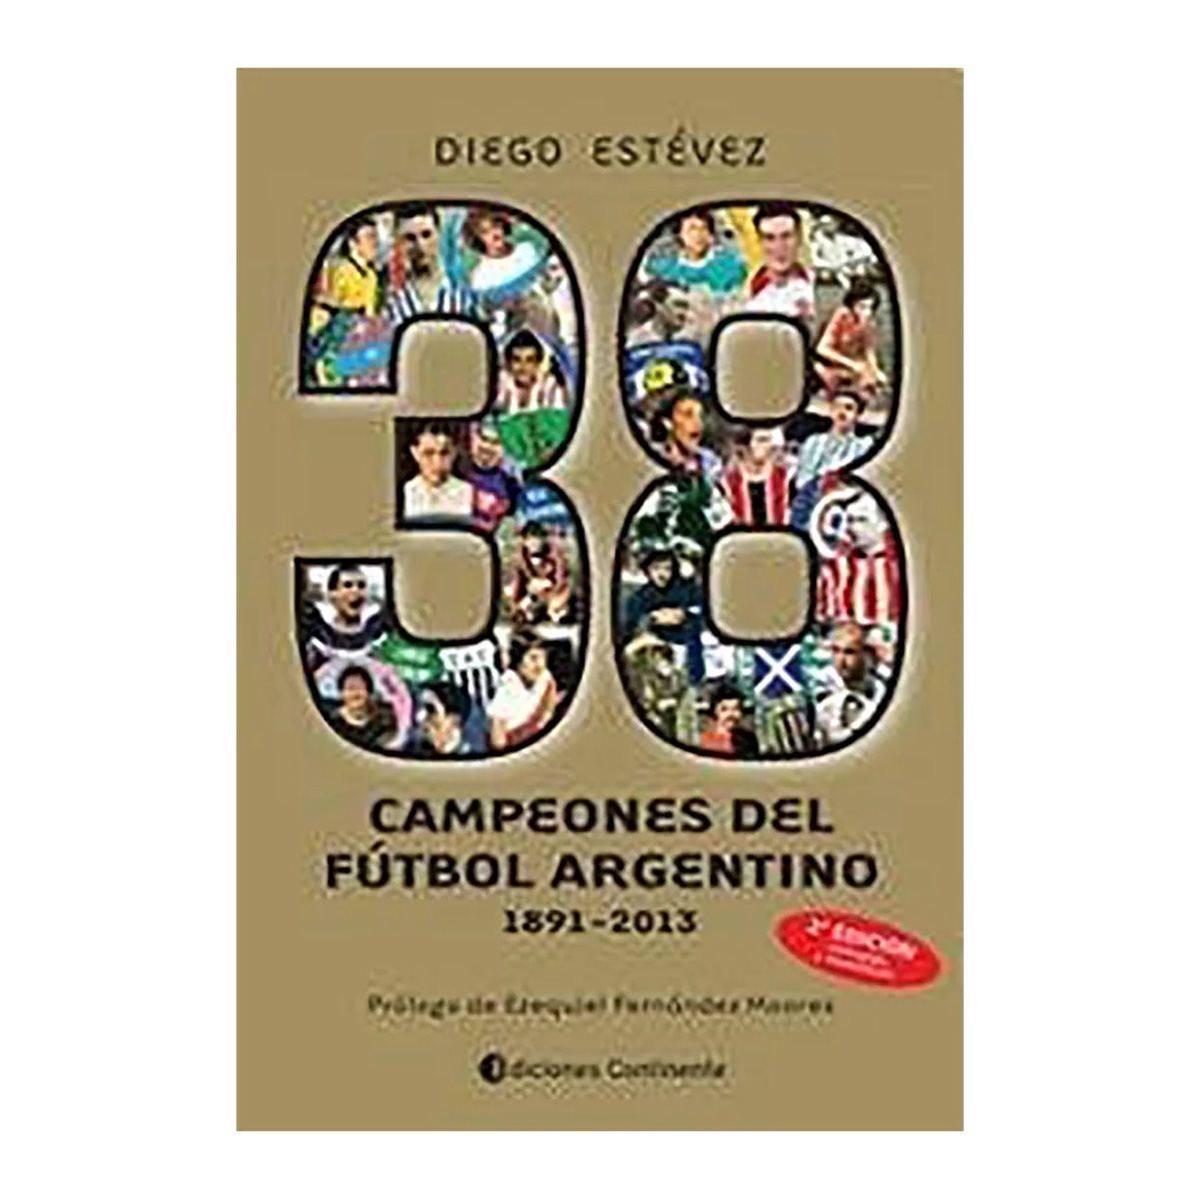 DIEGO ESTÉVEZ
38
CAMPEONES DEL
FÚTBOL ARGENTINO
1891-2013
2ª EDICIÓN
Prólogo de Ezequiel Fernández Moores
Ediciones Continente